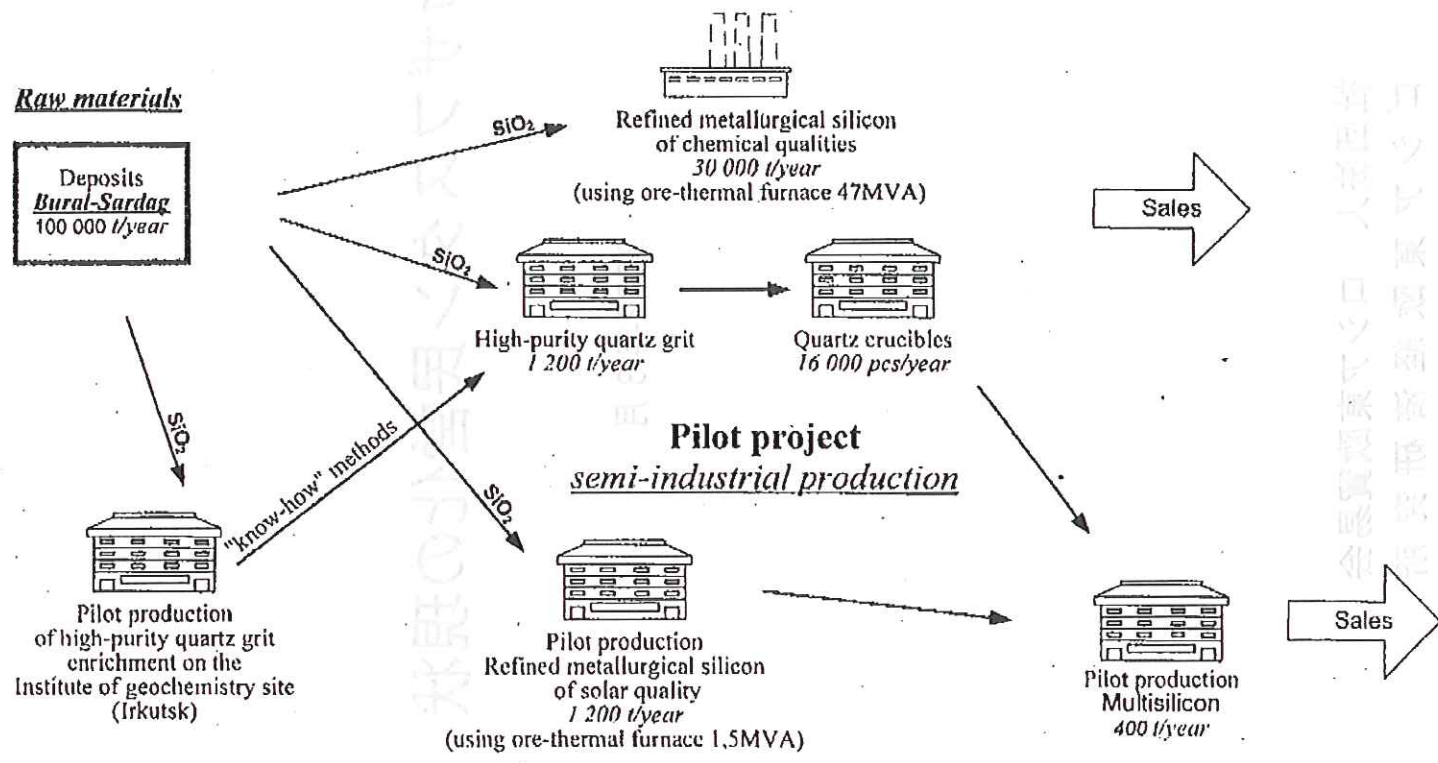 Raw materials
Deposits
Bural-Sardag
100 000 t/year
SiO₂
Refined metallurgical silicon
of chemical qualities
30 000 t/year
(using ore-thermal furnace 47MVA)
Sales
SiO₂
High-purity quartz grit
1 200 t/year
Quartz crucibles
16 000 pcs/year
SiO₂
"know-how" methods
SiO₂
Pilot project
semi-industrial production
Pilot production
of high-purity quartz grit
enrichment on the
Institute of geochemistry site
(Irkutsk)
Pilot production
Refined metallurgical silicon
of solar quality
1 200 t/year
(using ore-thermal furnace 1,5MVA)
Pilot production
Multisilicon
400 t/year
Sales